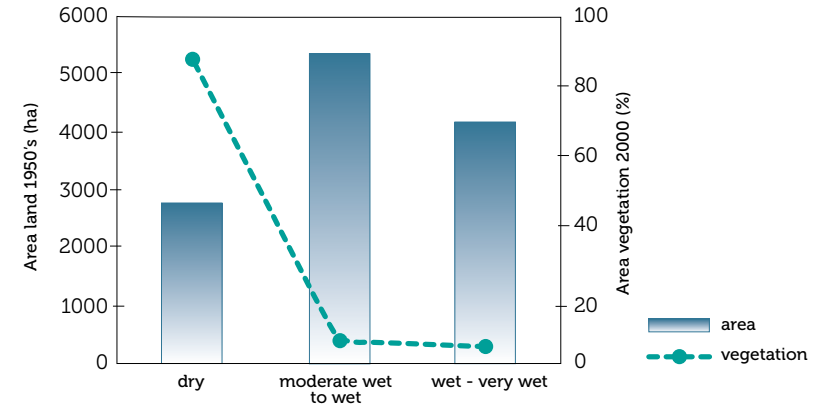 6000
5000
4000
3000
2000
1000
0
Area land 1950's (ha)
100
80
60
40
20
0
Area vegetation 2000 (%)
dry
moderate wet
to wet
wet - very wet
area
vegetation